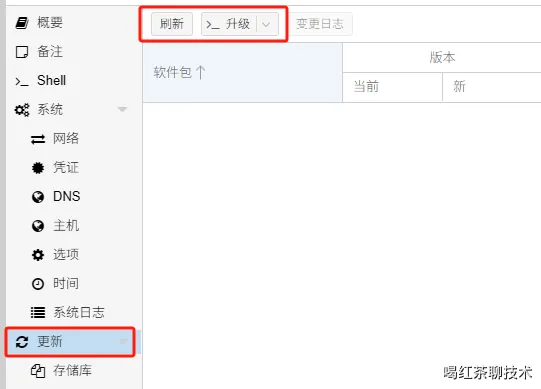 概要
备注
>_ Shell
系统
网络
凭证
DNS
主机
选项
时间
系统日志
更新
存储库
刷新 >_ 升级 变更日志
软件包↑ 版本
当前 新
喝红茶聊技术